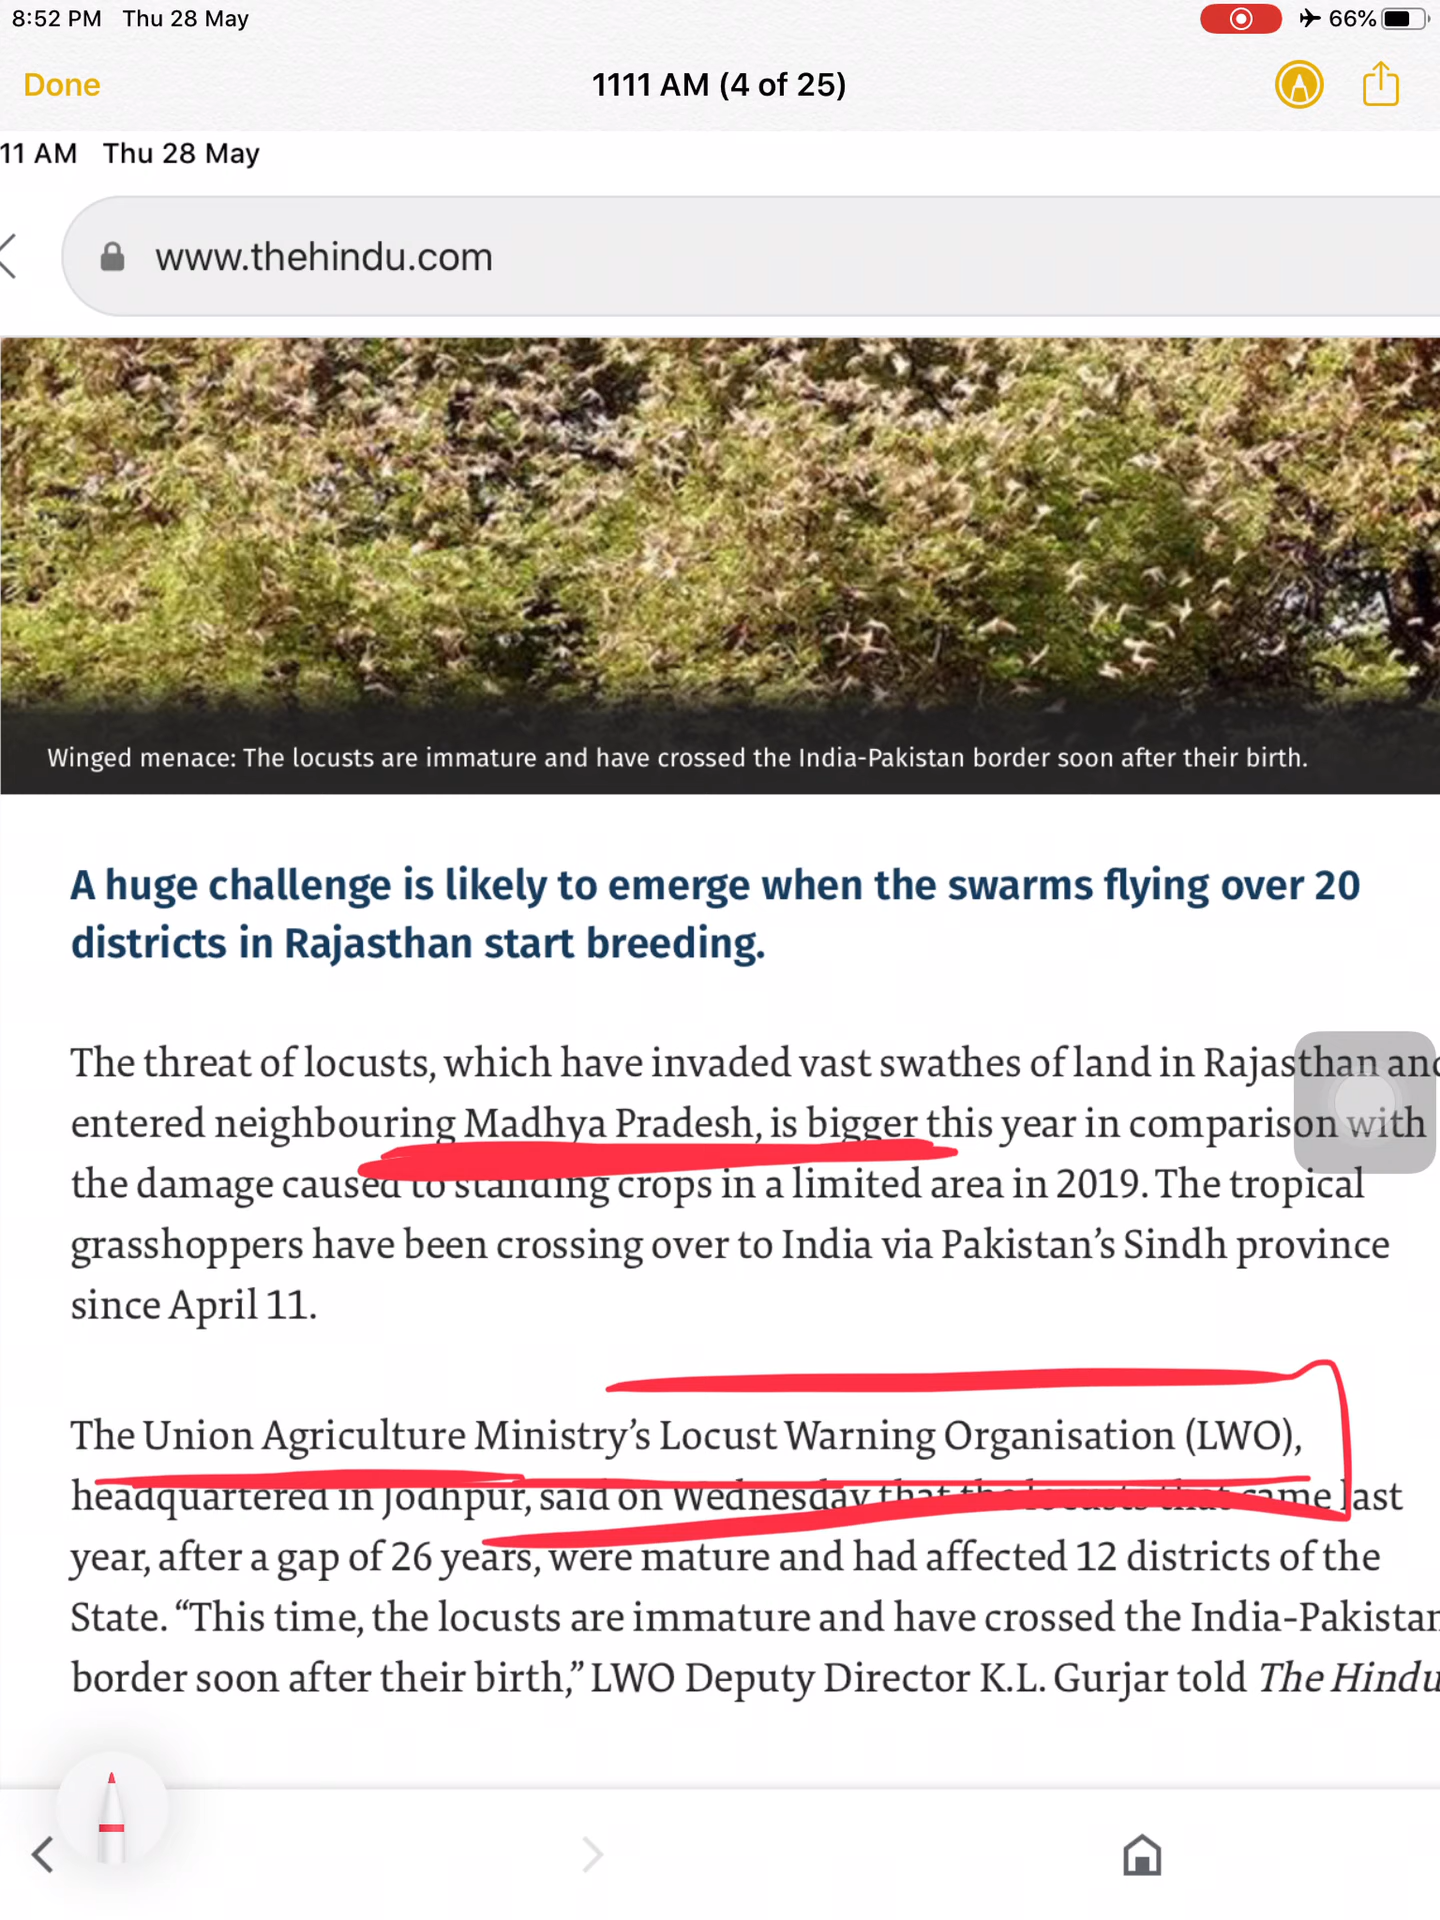 8:52 PM Thu 28 May
66%
Done
1111 AM (4 of 25)
11 AM Thu 28 May
www.thehindu.com
Winged menace: The locusts are immature and have crossed the India-Pakistan border soon after their birth.
A huge challenge is likely to emerge when the swarms flying over 20
districts in Rajasthan start breeding.
The threat of locusts, which have invaded vast swathes of land in Rajasthan and
entered neighbouring Madhya Pradesh, is bigger this year in comparison with
the damage caused to standing crops in a limited area in 2019. The tropical
grasshoppers have been crossing over to India via Pakistan’s Sindh province
since April 11.
The Union Agriculture Ministry’s Locust Warning Organisation (LWO),
headquartered in Jodhpur, said on Wednesday that the locusts that came last
year, after a gap of 26 years, were mature and had affected 12 districts of the
State. “This time, the locusts are immature and have crossed the India-Pakistan
border soon after their birth,” LWO Deputy Director K.L. Gurjar told The Hindu